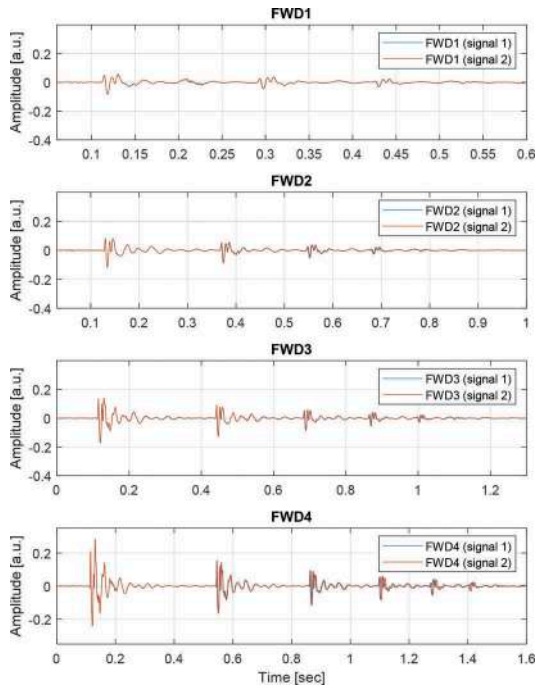 FWD1
Amplitude [a.u.]
0.2
0
-0.2
-0.4
FWD1 (signal 1)
FWD1 (signal 2)
0.1 0.15 0.2 0.25 0.3 0.35 0.4 0.45 0.5 0.55 0.6
FWD2
Amplitude [a.u.]
0.2
0
-0.2
-0.4
FWD2 (signal 1)
FWD2 (signal 2)
0.1 0.2 0.3 0.4 0.5 0.6 0.7 0.8 0.9 1
FWD3
Amplitude [a.u.]
0.2
0
-0.2
-0.4
FWD3 (signal 1)
FWD3 (signal 2)
0 0.2 0.4 0.6 0.8 1 1.2
FWD4
Amplitude [a.u.]
0.2
0
-0.2
FWD4 (signal 1)
FWD4 (signal 2)
0 0.2 0.4 0.6 0.8 1 1.2 1.4 1.6
Time [sec]